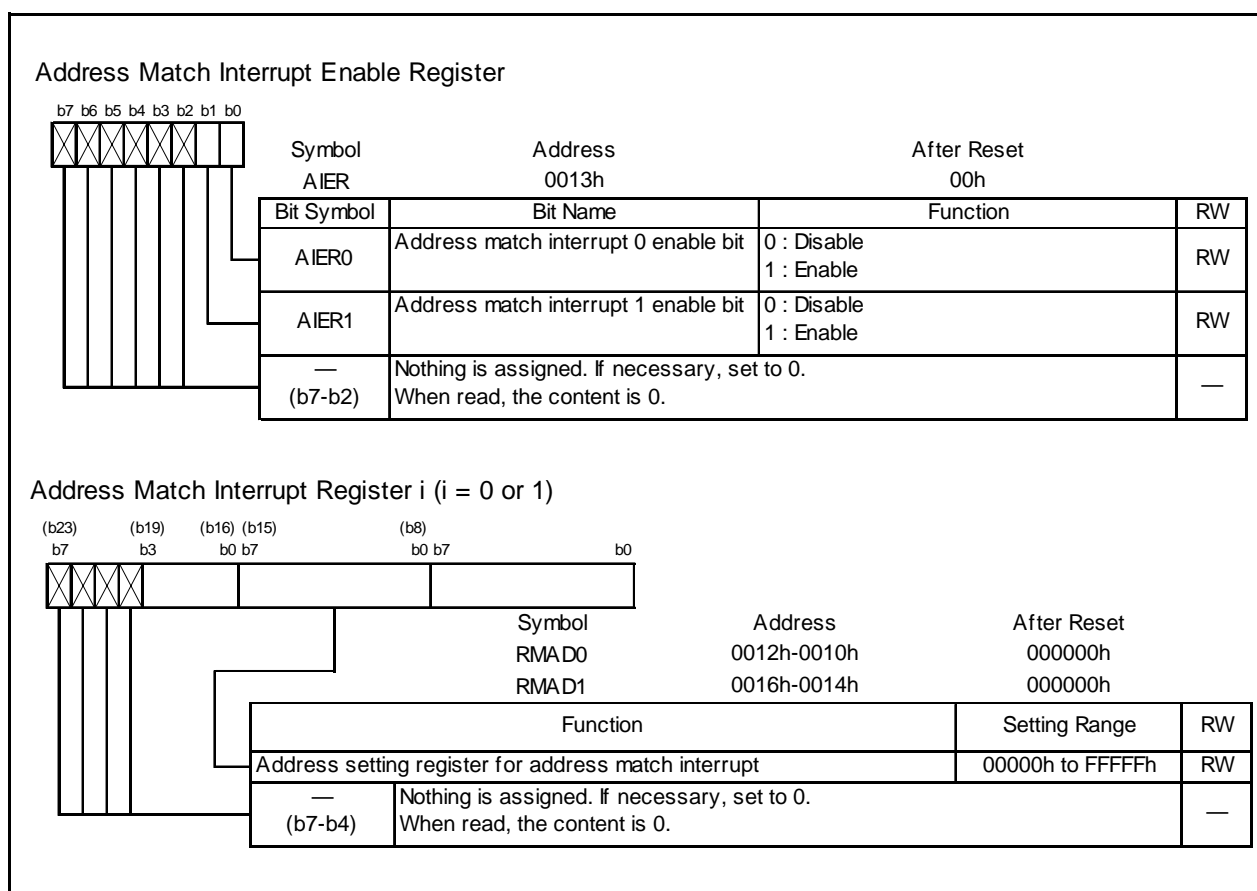 Address Match Interrupt Enable Register
b7 b6 b5 b4 b3 b2 b1 b0
Symbol Address After Reset
AIER 0013h 00h
Bit Symbol Bit Name Function RW
AIER0 Address match interrupt 0 enable bit 0 : Disable RW
1 : Enable
AIER1 Address match interrupt 1 enable bit 0 : Disable RW
1 : Enable
— Nothing is assigned. If necessary, set to 0. —
(b7-b2) When read, the content is 0.
Address Match Interrupt Register i (i = 0 or 1)
(b23) (b19) (b16) (b15) (b8)
b7 b3 b0 b7 b0 b7 b0
Symbol Address After Reset
RMAD0 0012h-0010h 000000h
RMAD1 0016h-0014h 000000h
Function Setting Range RW
Address setting register for address match interrupt 00000h to FFFFFh RW
— Nothing is assigned. If necessary, set to 0. —
(b7-b4) When read, the content is 0.